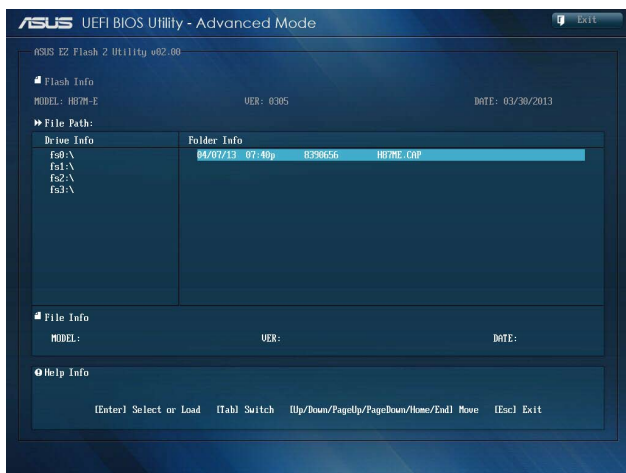 ASUS UEFI BIOS Utility - Advanced Mode
Exit
ASUS EZ Flash 2 Utility v02.00
Flash Info
MODEL: H87M-E VER: 0305 DATE: 03/30/2013
File Path:
Drive Info Folder Info
fs0:\ 04/07/13 07:40p 8390656 H87ME.CAP
fs1:\
fs2:\
fs3:\
File Info
MODEL: VER: DATE:
Help Info
[Enter] Select or Load [Tab] Switch [Up/Down/PageUp/PageDown/Home/End] Move [Esc] Exit